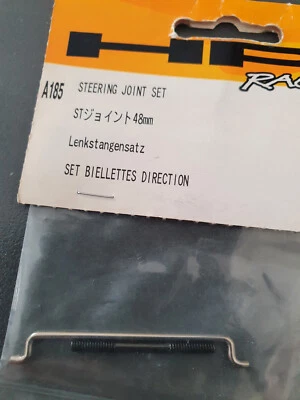 RAC
A185 STEERING JOINT SET
STジョイント48mm
Lenkstangensatz
SET BIELLETTES DIRECTION